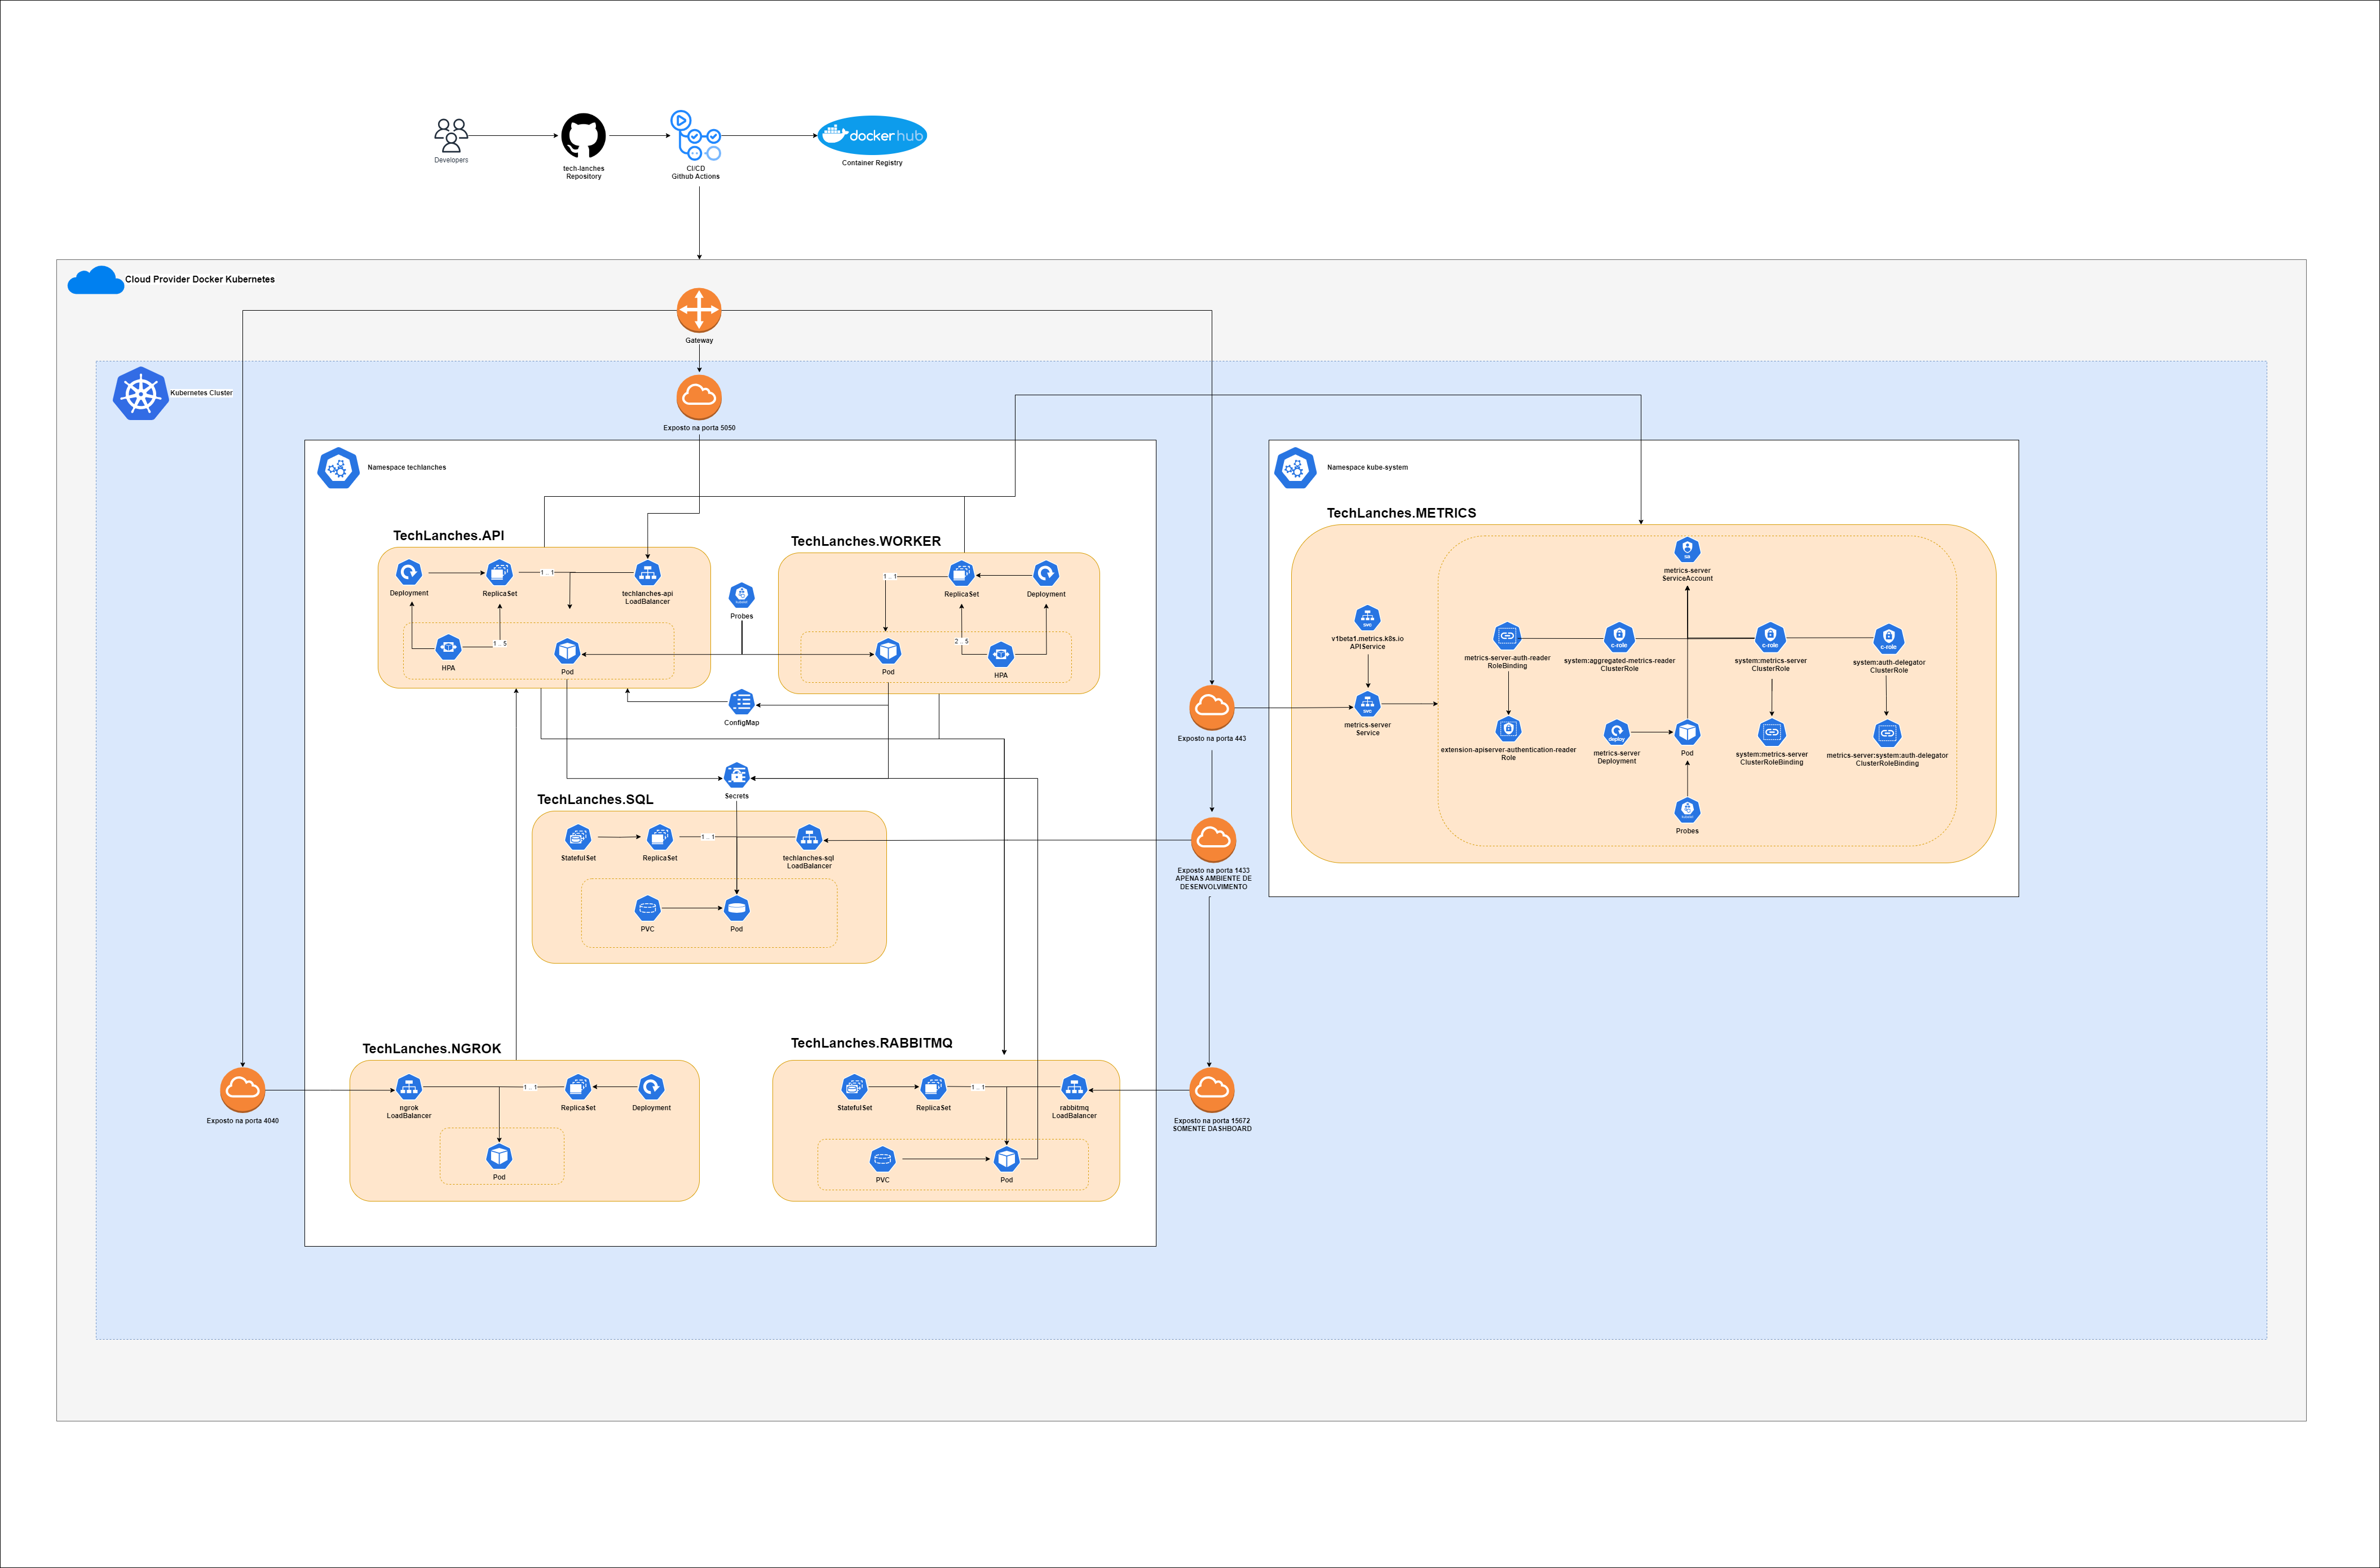 Developers
tech-lanches
Repository
CI/CD
Github Actions
docker hub
Container Registry
Cloud Provider Docker Kubernetes
Gateway
Kubernetes Cluster
Exposto na porta 5050
Namespace techlanches
Namespace kube-system
TechLanches.API
Deployment
ReplicaSet
1 .. 1
techlanches-api
LoadBalancer
HPA
1 .. 5
Pod
Probes
TechLanches.WORKER
1 .. 1
ReplicaSet
Deployment
2 .. 5
Pod
HPA
ConfigMap
Secrets
TechLanches.SQL
StatefulSet
ReplicaSet
1 .. 1
techlanches-sql
LoadBalancer
PVC
Pod
TechLanches.NGROK
ngrok
LoadBalancer
1 .. 1
ReplicaSet
Deployment
Pod
Exposto na porta 4040
TechLanches.RABBITMQ
StatefulSet
ReplicaSet
1 .. 1
rabbitmq
LoadBalancer
PVC
Pod
Exposto na porta 443
Exposto na porta 1433
APENAS AMBIENTE DE
DESENVOLVIMENTO
Exposto na porta 15672
SOMENTE DASHBOARD
TechLanches.METRICS
sa
metrics-server
ServiceAccount
svc
v1beta1.metrics.k8s.io
APIService
svc
metrics-server
Service
metrics-server-auth-reader
RoleBinding
c-role
system:aggregated-metrics-reader
ClusterRole
c-role
system:metrics-server
ClusterRole
c-role
system:auth-delegator
ClusterRole
extension-apiserver-authentication-reader
Role
deploy
metrics-server
Deployment
Pod
system:metrics-server
ClusterRoleBinding
metrics-server:system:auth-delegator
ClusterRoleBinding
Probes